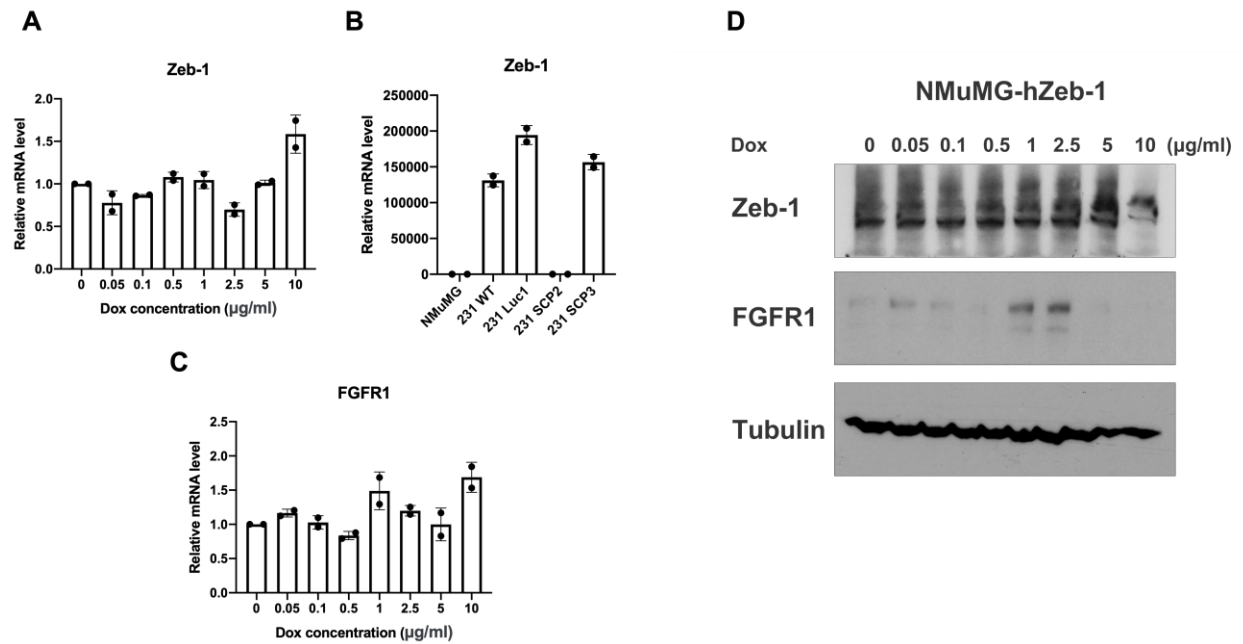 A
Zeb-1
Relative mRNA level
2.0
1.5
1.0
0.5
0.0
0 0.05 0.1 0.5 1 2.5 5 10
Dox concentration (µg/ml)
B
Zeb-1
Relative mRNA level
250000
200000
150000
100000
50000
0
NMuMG 231 WT 231 Luc1 231 SCP2 231 SCP3
C
FGFR1
Relative mRNA level
2.5
2.0
1.5
1.0
0.5
0.0
0 0.05 0.1 0.5 1 2.5 5 10
Dox concentration (µg/ml)
D
NMuMG-hZeb-1
Dox 0 0.05 0.1 0.5 1 2.5 5 10 (µg/ml)
Zeb-1
FGFR1
Tubulin